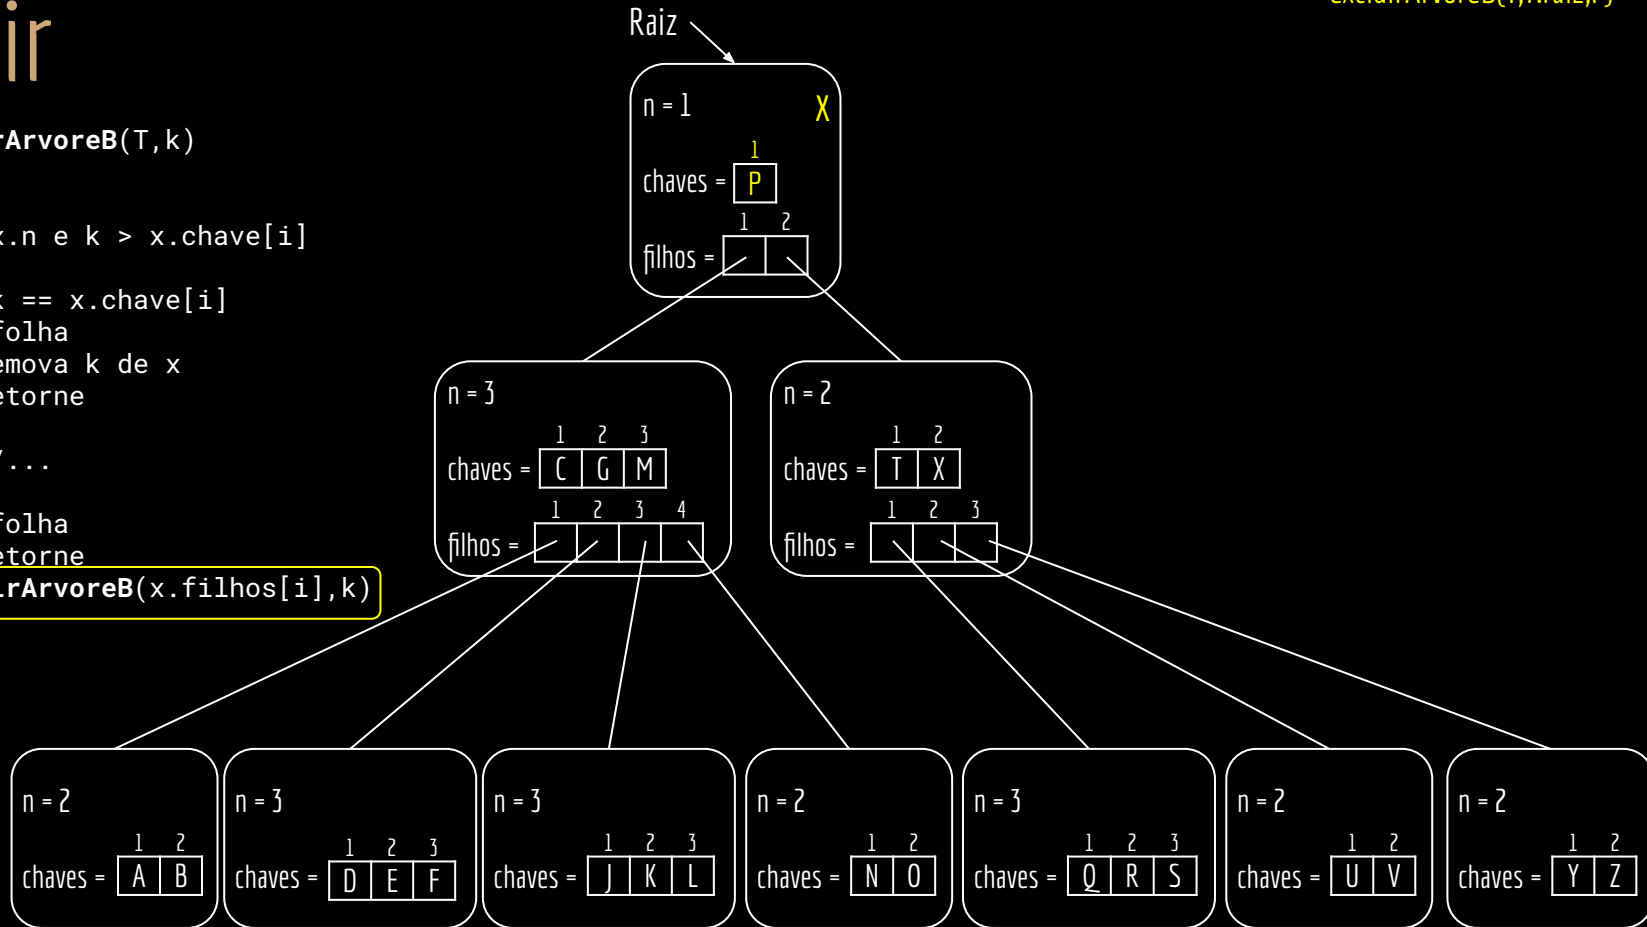 ir
rArvoreB(T,k)
x.n e k > x.chave[i]
k == x.chave[i]
folha
emova k de x
etorne
y...
folha
etorne
irArvoreB(x.filhos[i],k)
Raiz
n = 1 X
1
chaves = P
1 2
filhos =
n = 3
1 2 3
chaves = C G M
1 2 3 4
filhos =
n = 2
1 2
chaves = T X
1 2 3
filhos =
n = 2
1 2
chaves = A B
n = 3
1 2 3
chaves = D E F
n = 3
1 2 3
chaves = J K L
n = 2
1 2
chaves = N O
n = 3
1 2 3
chaves = Q R S
n = 2
1 2
chaves = U V
n = 2
1 2
chaves = Y Z